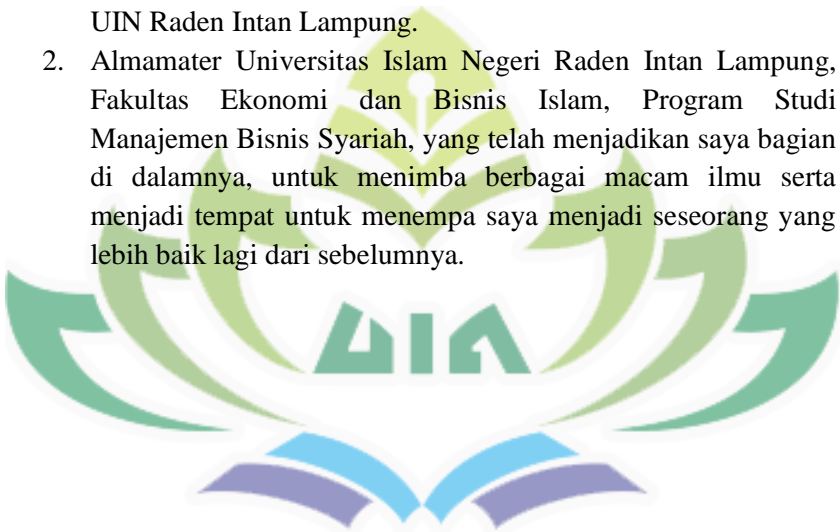 UIN Raden Intan Lampung.
2. Almamater Universitas Islam Negeri Raden Intan Lampung,
Fakultas Ekonomi dan Bisnis Islam, Program Studi
Manajemen Bisnis Syariah, yang telah menjadikan saya bagian
di dalamnya, untuk menimba berbagai macam ilmu serta
menjadi tempat untuk menempa saya menjadi seseorang yang
lebih baik lagi dari sebelumnya.
UIN